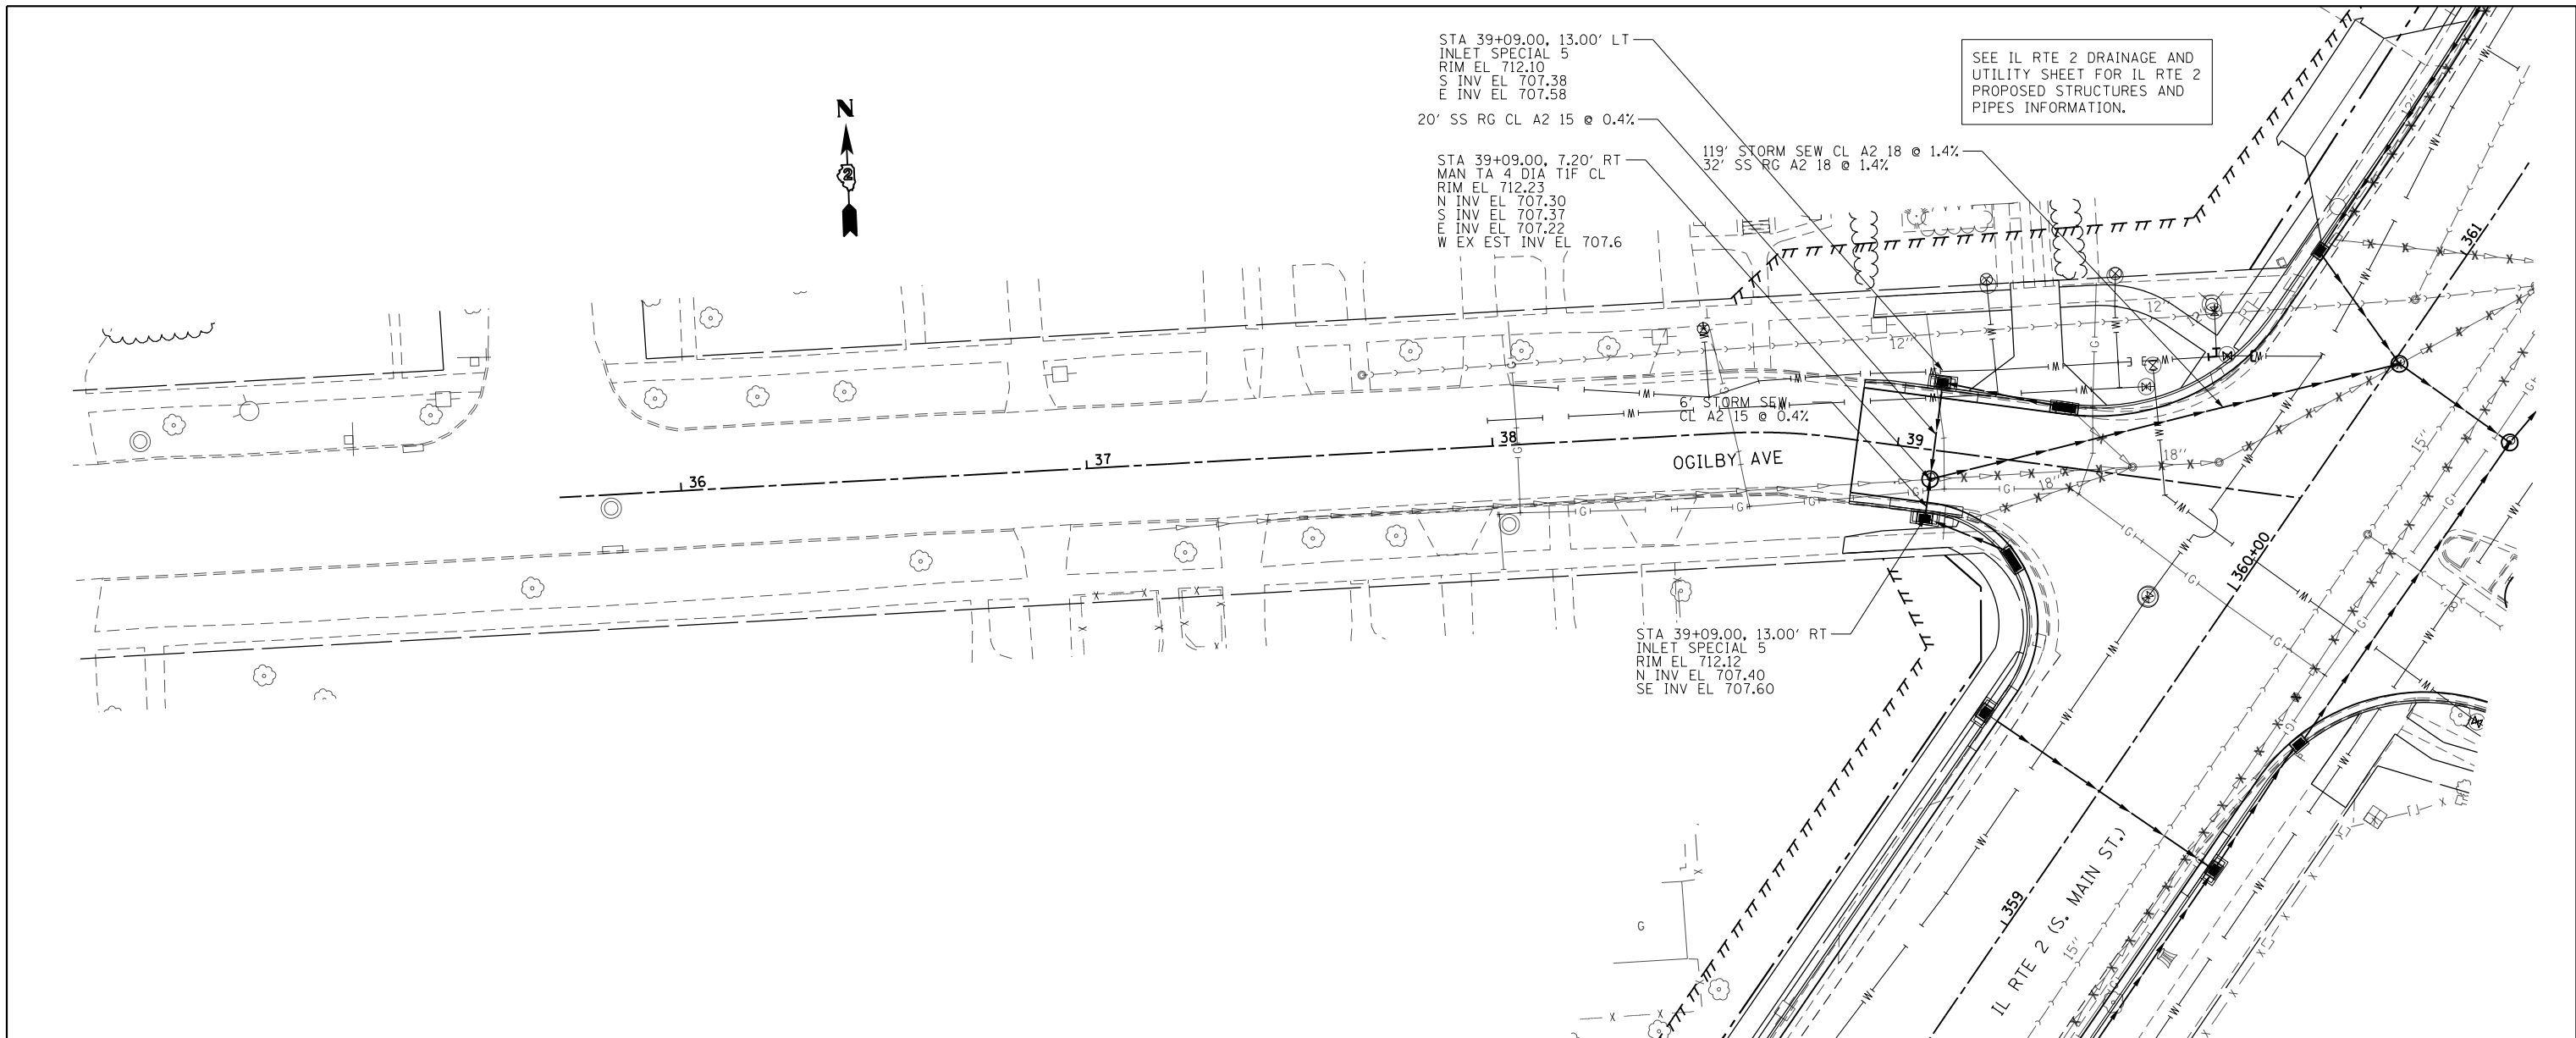 STA 39+09.00, 13.00' LT
INLET SPECIAL 5
RIM EL 712.10
S INV EL 707.38
E INV EL 707.58
20' SS RG CL A2 15 @ 0.4%
STA 39+09.00, 7.20' RT
MAN TA 4 DIA T1F CL
RIM EL 712.23
N INV EL 707.30
S INV EL 707.37
E INV EL 707.22
W EX EST INV EL 707.6
119' STORM SEW CL A2 18 @ 1.4%
32' SS RG A2 18 @ 1.4%
SEE IL RTE 2 DRAINAGE AND
UTILITY SHEET FOR IL RTE 2
PROPOSED STRUCTURES AND
PIPES INFORMATION.
N
2
12"
361
12"
12"
12"
6' STORM SEW
CL A2 15 @ 0.4%
36
37
38
39
OGILBY AVE
18"
18"
15"
360+00
8"
STA 39+09.00, 13.00' RT
INLET SPECIAL 5
RIM EL 712.12
N INV EL 707.40
SE INV EL 707.60
359
IL RTE 2 (S. MAIN ST.)
15"
G